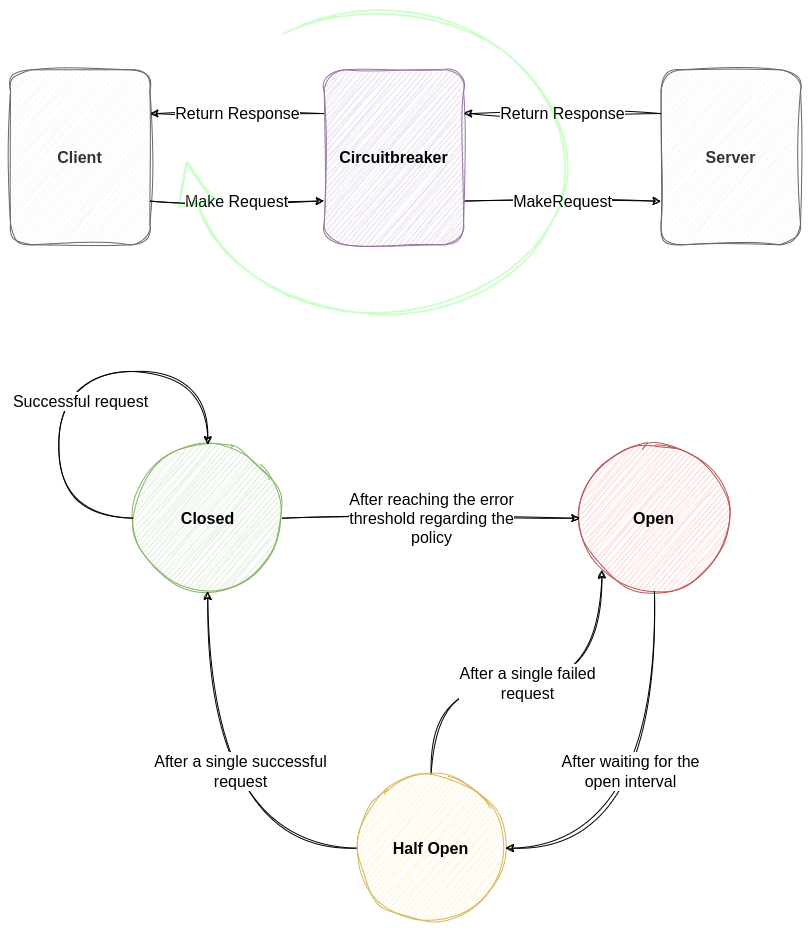 Return Response
Return Response
Client
Circuitbreaker
Server
Make Request
MakeRequest
Successful request
After reaching the error
threshold regarding the
policy
Closed
Open
After a single failed
request
After a single successful
request
After waiting for the
open interval
Half Open